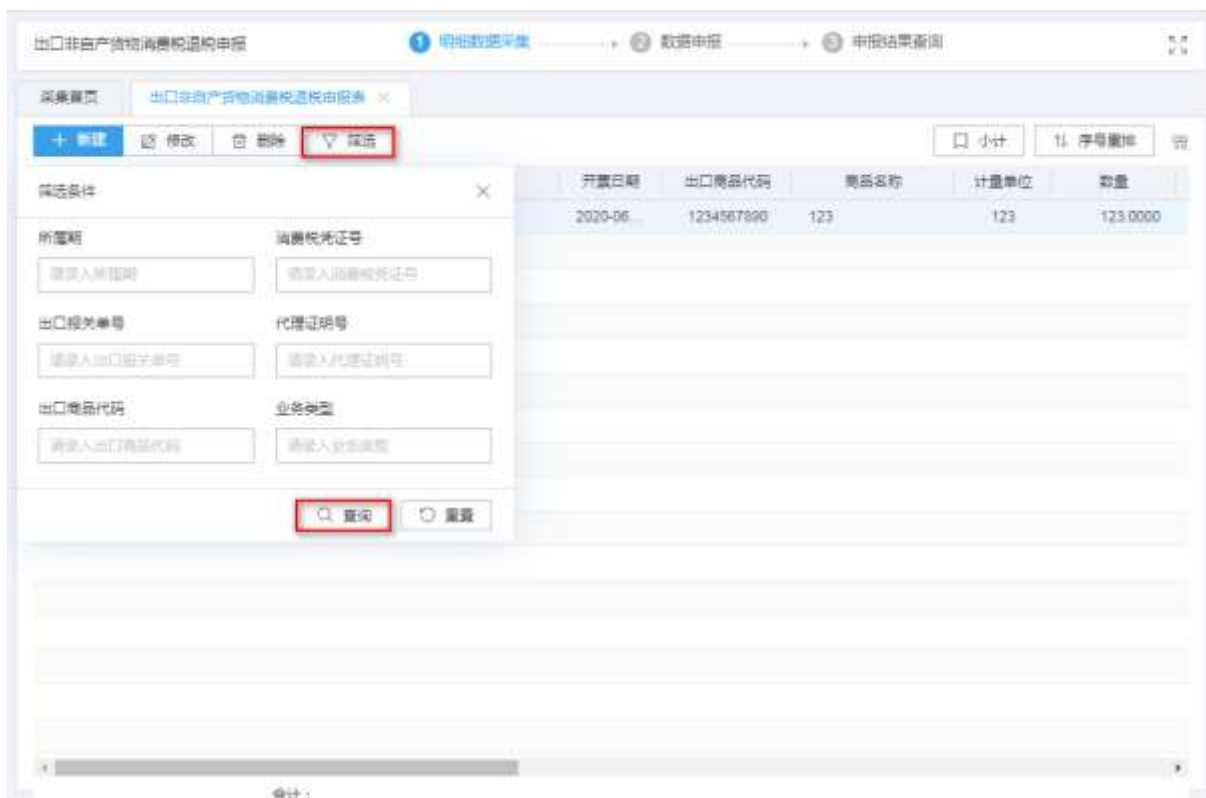 出口非自产货物消费税退税申报 1 明细数据采集 2 数据申报 3 申报结果查询
采集首页 出口非自产货物消费税退税申报表 ×
+ 新建 修改 删除 筛选 小计 序号重排
筛选条件 × 开票日期 出口商品代码 商品名称 计量单位 数量
2020-06... 1234567890 123 123 123.0000
所属期 消费税凭证号
请录入所属期 请录入消费税凭证号
出口报关单号 代理证明号
请录入出口报关单号 请录入代理证明号
出口商品代码 业务类型
请录入出口商品代码 请录入业务类型
查询 重置
合计：